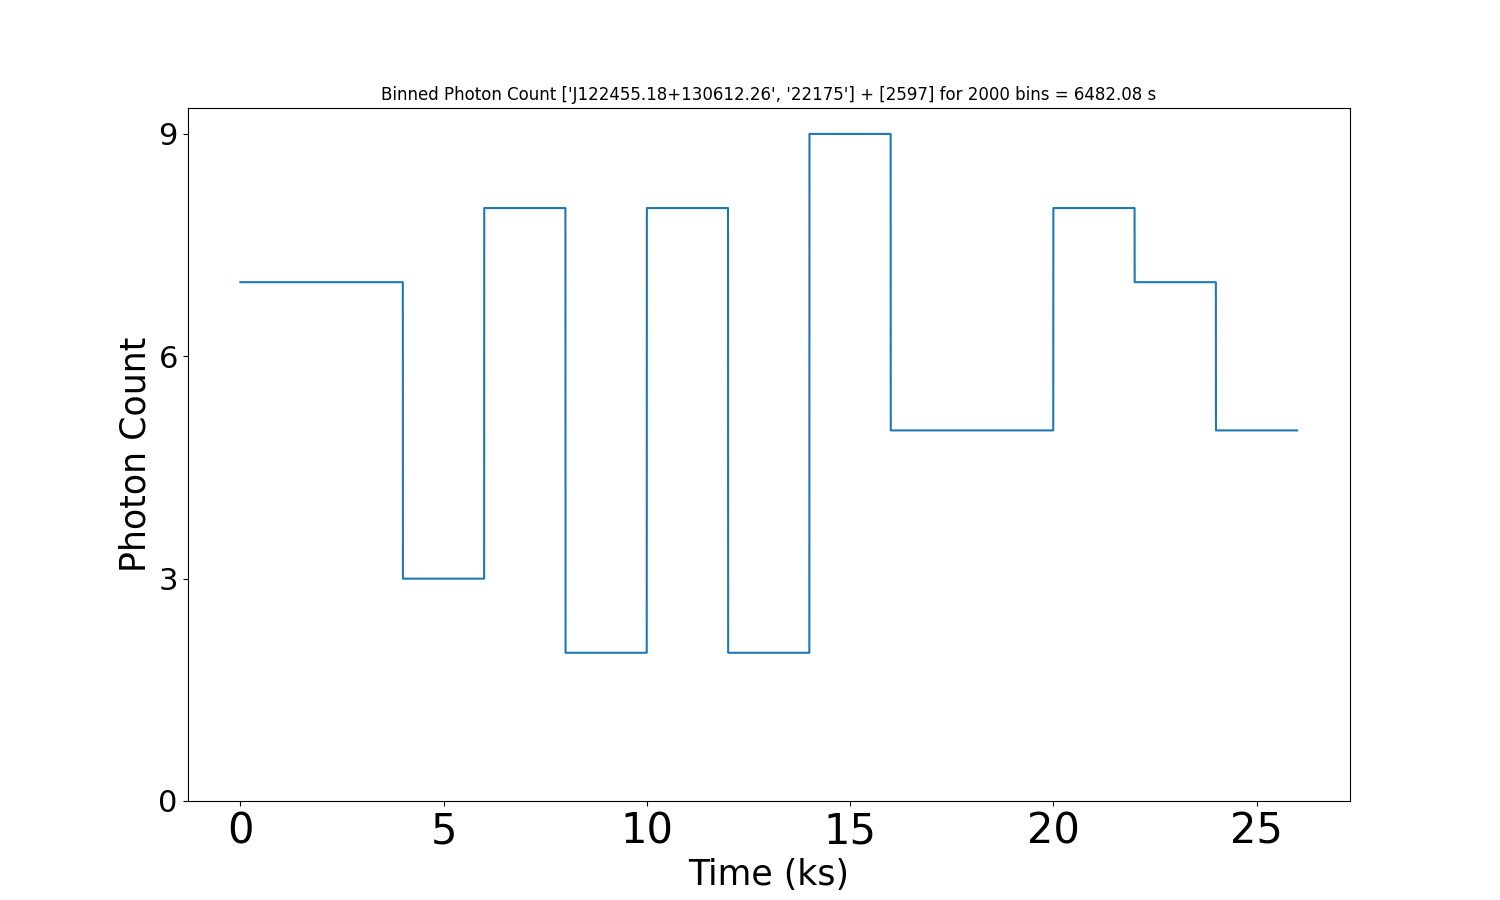 Binned Photon Count ['J122455.18+130612.26', '22175'] + [2597] for 2000 bins = 6482.08 s
9
6
3
0
Photon Count
0 5 10 15 20 25
Time (ks)